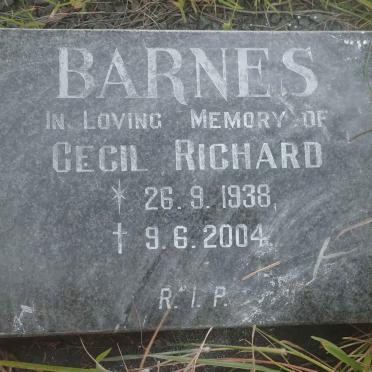 BARNES
IN LOVING MEMORY OF
CECIL RICHARD
* 26.9.1938
† 9.6.2004
R.I.P.